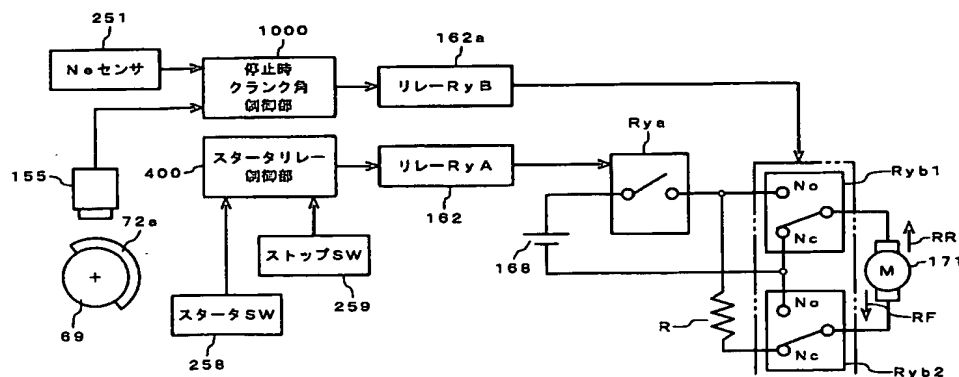 251
Neセンサ
1000
停止時
クランク角
制御部
162a
リレーRyB
155
400
スタータリレー
制御部
リレーRyA
162
Rya
168
No
Nc
Ryb1
RR
M
171
RF
No
Nc
Ryb2
R
72a
69
ストップSW
259
スタータSW
258